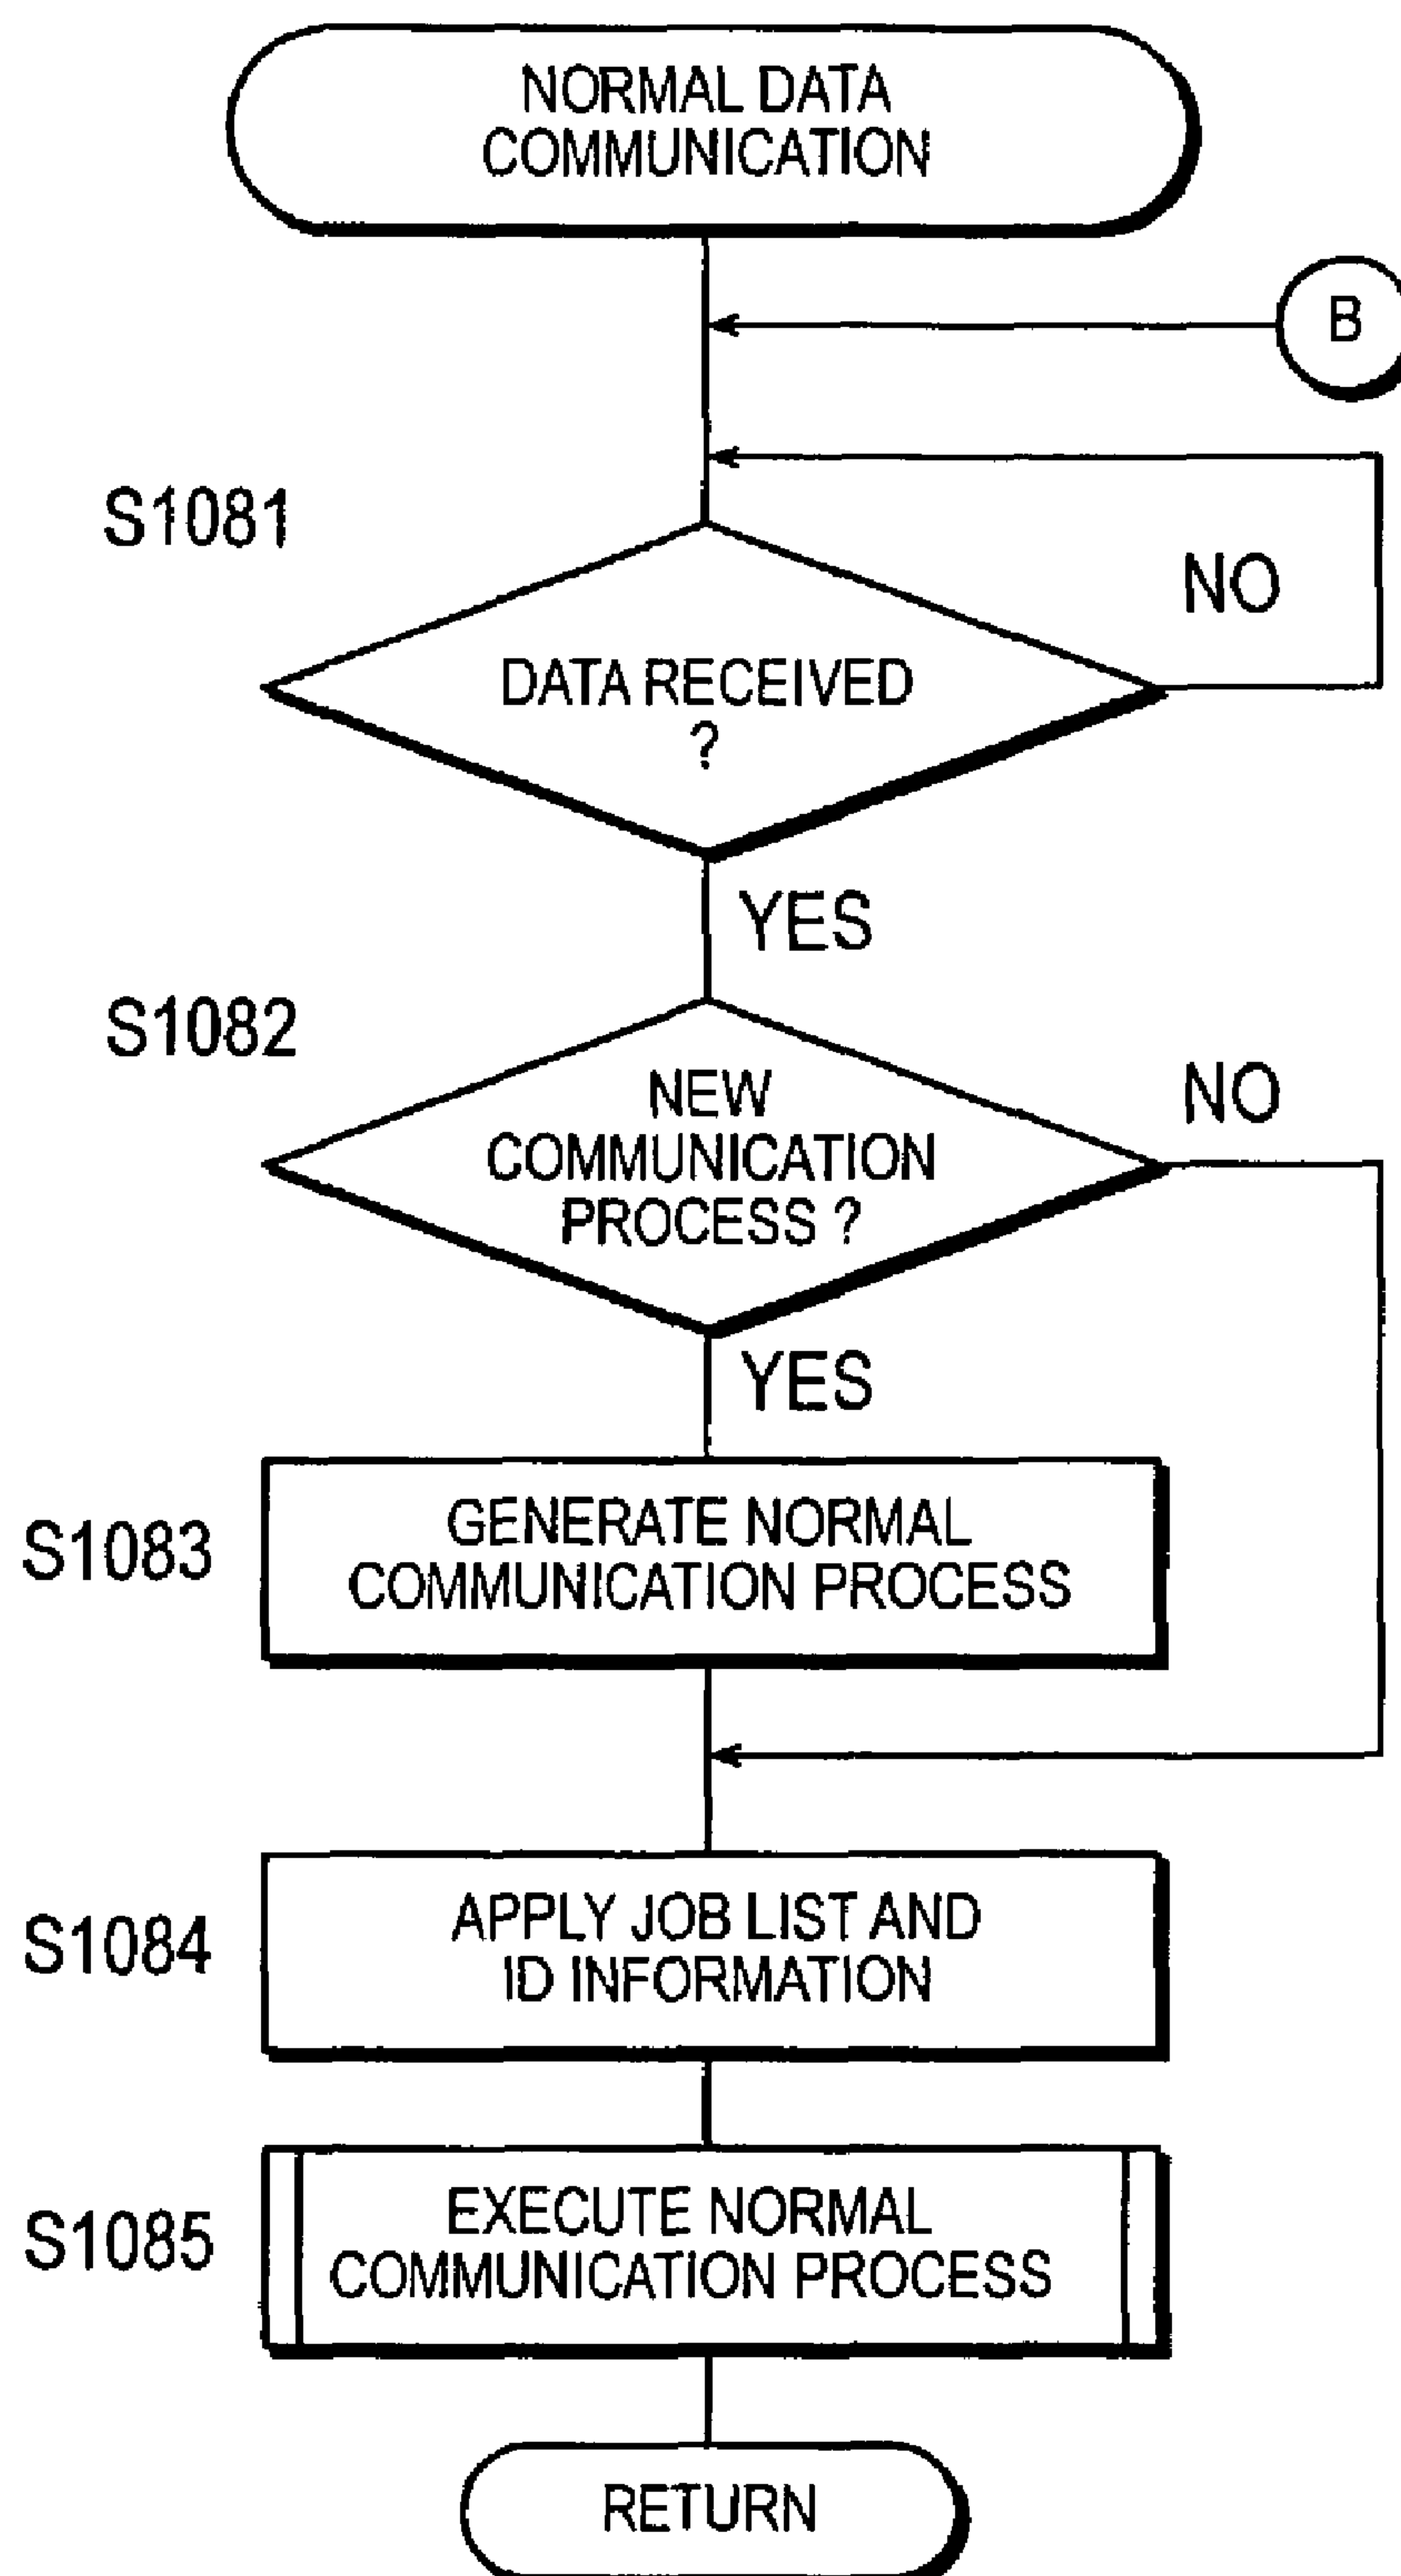 NORMAL DATA
COMMUNICATION
B
S1081
NO
DATA RECEIVED
?
YES
S1082
NO
NEW
COMMUNICATION
PROCESS ?
YES
S1083
GENERATE NORMAL
COMMUNICATION PROCESS
S1084
APPLY JOB LIST AND
ID INFORMATION
S1085
EXECUTE NORMAL
COMMUNICATION PROCESS
RETURN